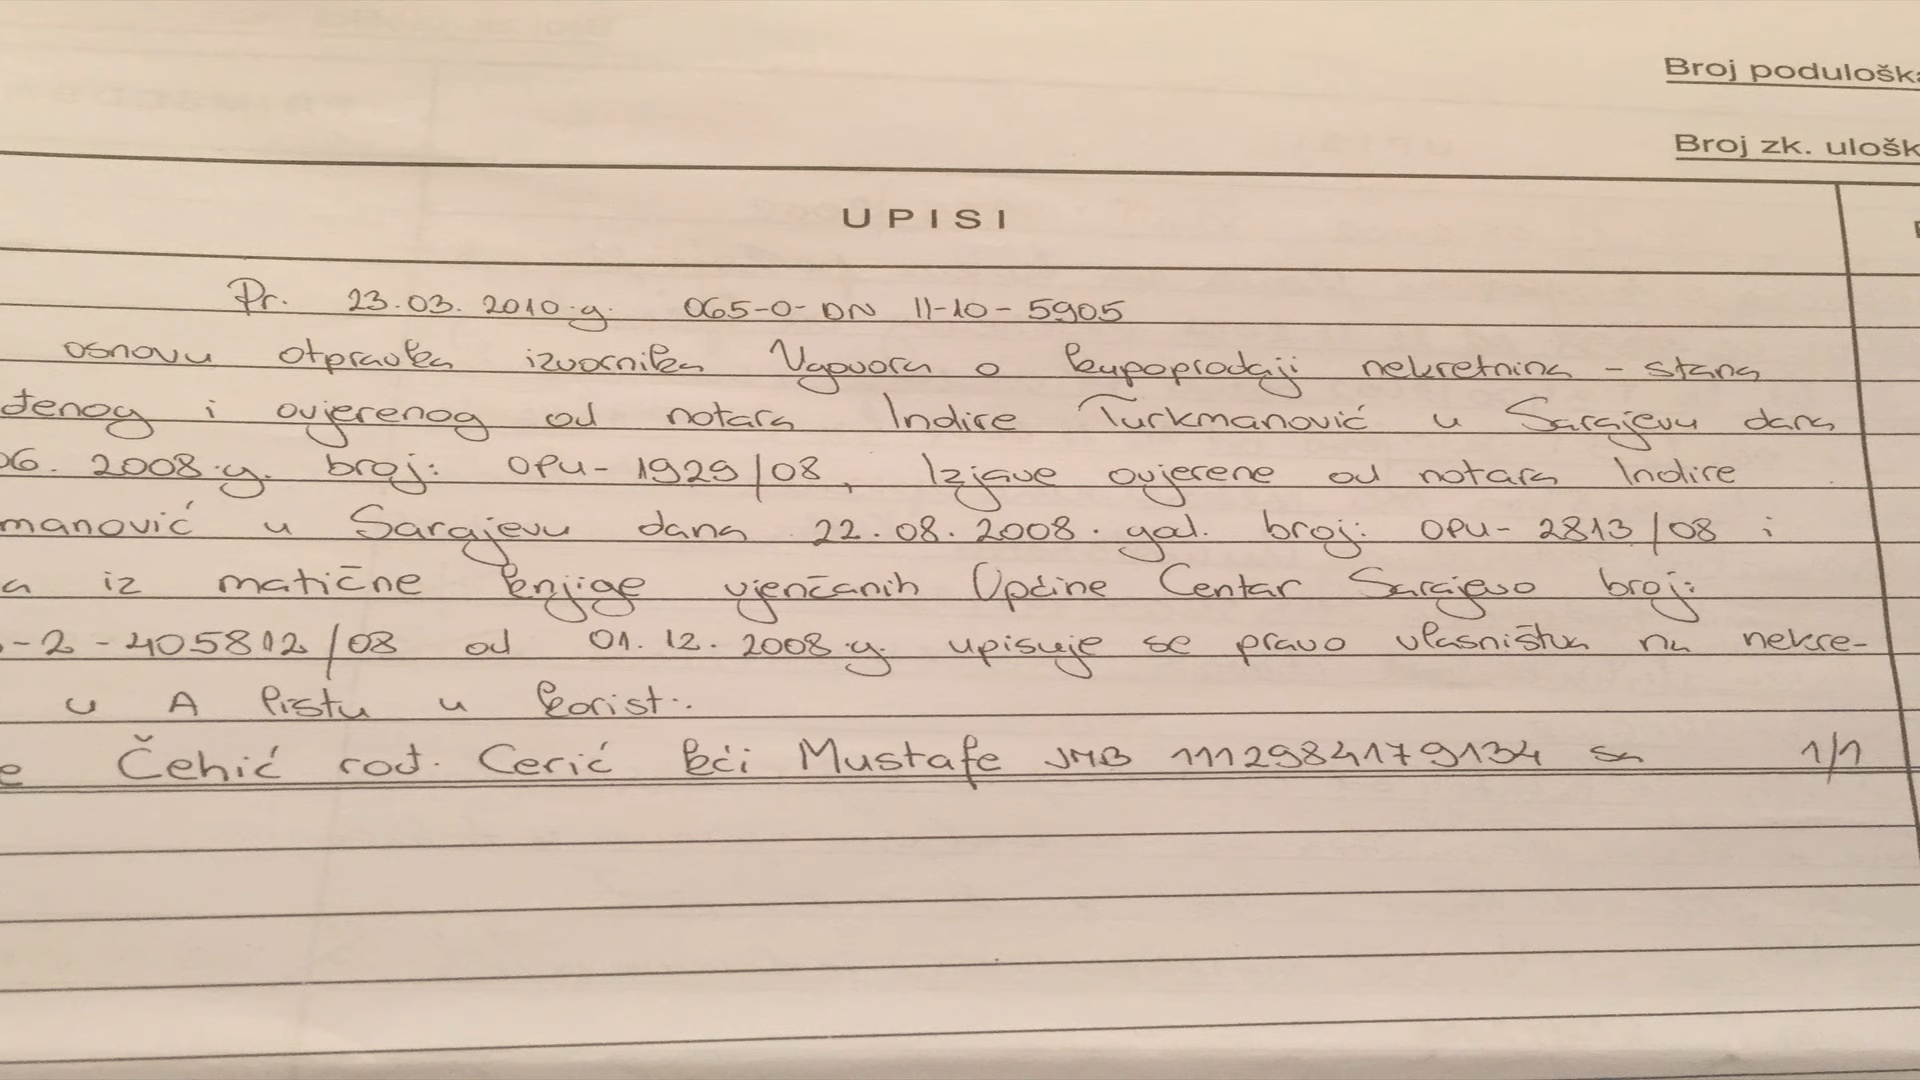 Broj poduloška
Broj zk. ulošk
UPISI
Pr. 23.03.2010.g. 065-0-DN 11-10-5905
osnovu otpravka izvornika Ugovora o kupoprodaji nekretnina - stana
đenog i ovjerenog od notara Indire Turkmanović u Sarajevu dana
06.2008.g. broj: OPU-1929/08, Izjave ovjerene od notara Indire
manović u Sarajevu dana 22.08.2008.god. broj: OPU-2813/08 i
a iz matične knjige vjenčanih Općine Centar Sarajevo broj:
-2-405812/08 od 01.12.2008.g. upisuje se pravo vlasništva na nekre-
u A listu u korist:
e Čehić rođ. Cerić kći Mustafe JMB 1112984179134 sa 1/1